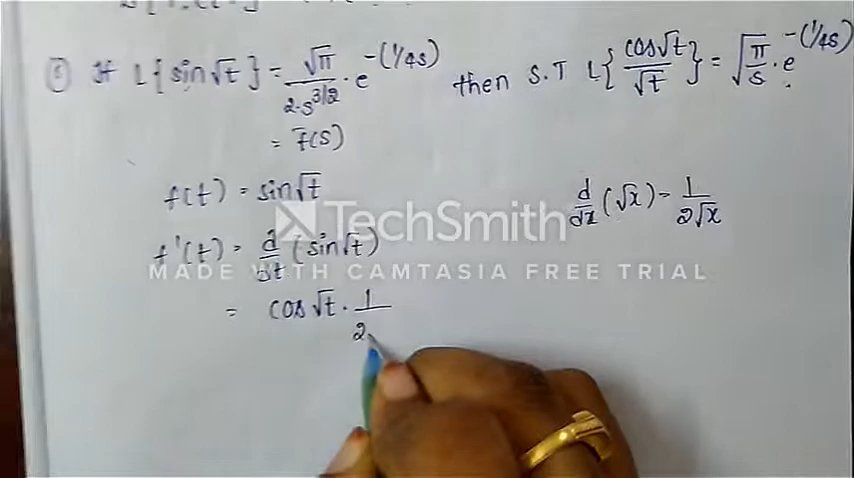 If L{sin√t} = √π / 2·s^3/2 · e^-(1/4s) then S.T L{cos√t / √t} = √π/s · e^-(1/4s)
= f̄(s)
f(t) = sin√t
d/dx (√x) = 1 / 2√x
TechSmith
f'(t) = d/dt (sin√t)
MADE WITH CAMTASIA FREE TRIAL
= cos√t · 1 / 2